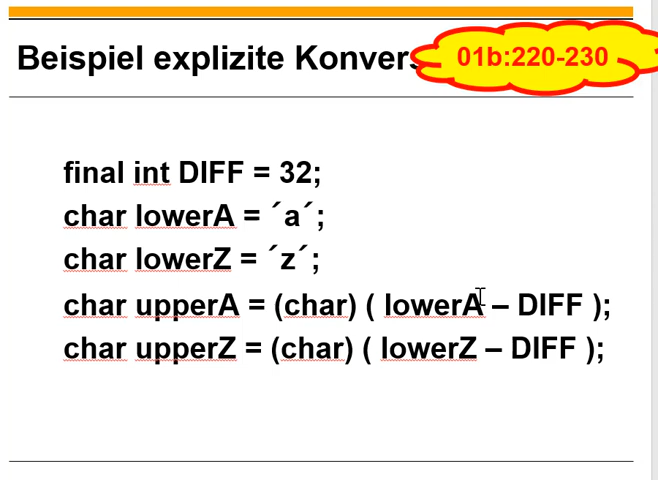 Beispiel explizite Konvers
01b:220-230
final int DIFF = 32;
char lowerA = ´a´;
char lowerZ = ´z´;
char upperA = (char) ( lowerA – DIFF );
char upperZ = (char) ( lowerZ – DIFF );